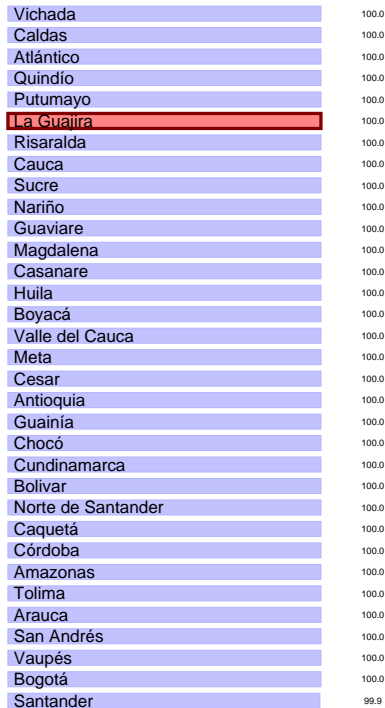 Vichada 100.0
Caldas 100.0
Atlántico 100.0
Quindío 100.0
Putumayo 100.0
La Guajira 100.0
Risaralda 100.0
Cauca 100.0
Sucre 100.0
Nariño 100.0
Guaviare 100.0
Magdalena 100.0
Casanare 100.0
Huila 100.0
Boyacá 100.0
Valle del Cauca 100.0
Meta 100.0
Cesar 100.0
Antioquia 100.0
Guainía 100.0
Chocó 100.0
Cundinamarca 100.0
Bolivar 100.0
Norte de Santander 100.0
Caquetá 100.0
Córdoba 100.0
Amazonas 100.0
Tolima 100.0
Arauca 100.0
San Andrés 100.0
Vaupés 100.0
Bogotá 100.0
Santander 99.9